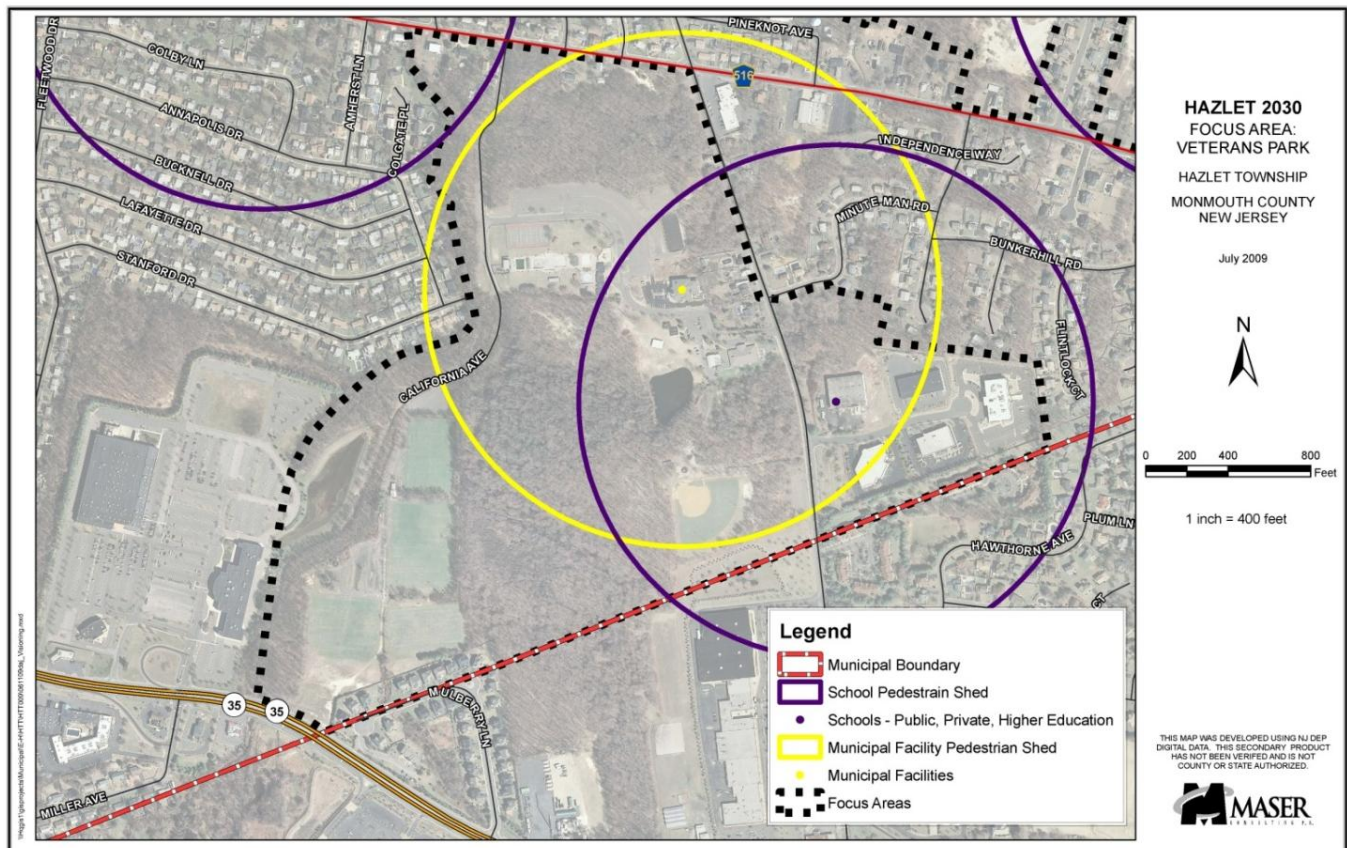 FLEETWOOD DR
COLBY LN
ANNAPOLIS DR
AMHERST LN
COLGATE PL
BUCKNELL DR
LAFAYETTE DR
STANFORD DR
PINEKNOT AVE
516
INDEPENDENCE WAY
MINUTE MAN RD
BUNKERHILL RD
FLINTLOCK CT
CALIFORNIA AVE
PLUM LN
HAWTHORNE AVE
CT
MULBERRY LN
35
35
MILLER AVE
Legend
Municipal Boundary
School Pedestrain Shed
Schools - Public, Private, Higher Education
Municipal Facility Pedestrian Shed
Municipal Facilities
Focus Areas
HAZLET 2030
FOCUS AREA:
VETERANS PARK
HAZLET TOWNSHIP
MONMOUTH COUNTY
NEW JERSEY
July 2009
N
0 200 400 800
Feet
1 inch = 400 feet
THIS MAP WAS DEVELOPED USING NJ DEP
DIGITAL DATA. THIS SECONDARY PRODUCT
HAS NOT BEEN VERIFED AND IS NOT
COUNTY OR STATE AUTHORIZED.
MASER
CONSULTING P.A.